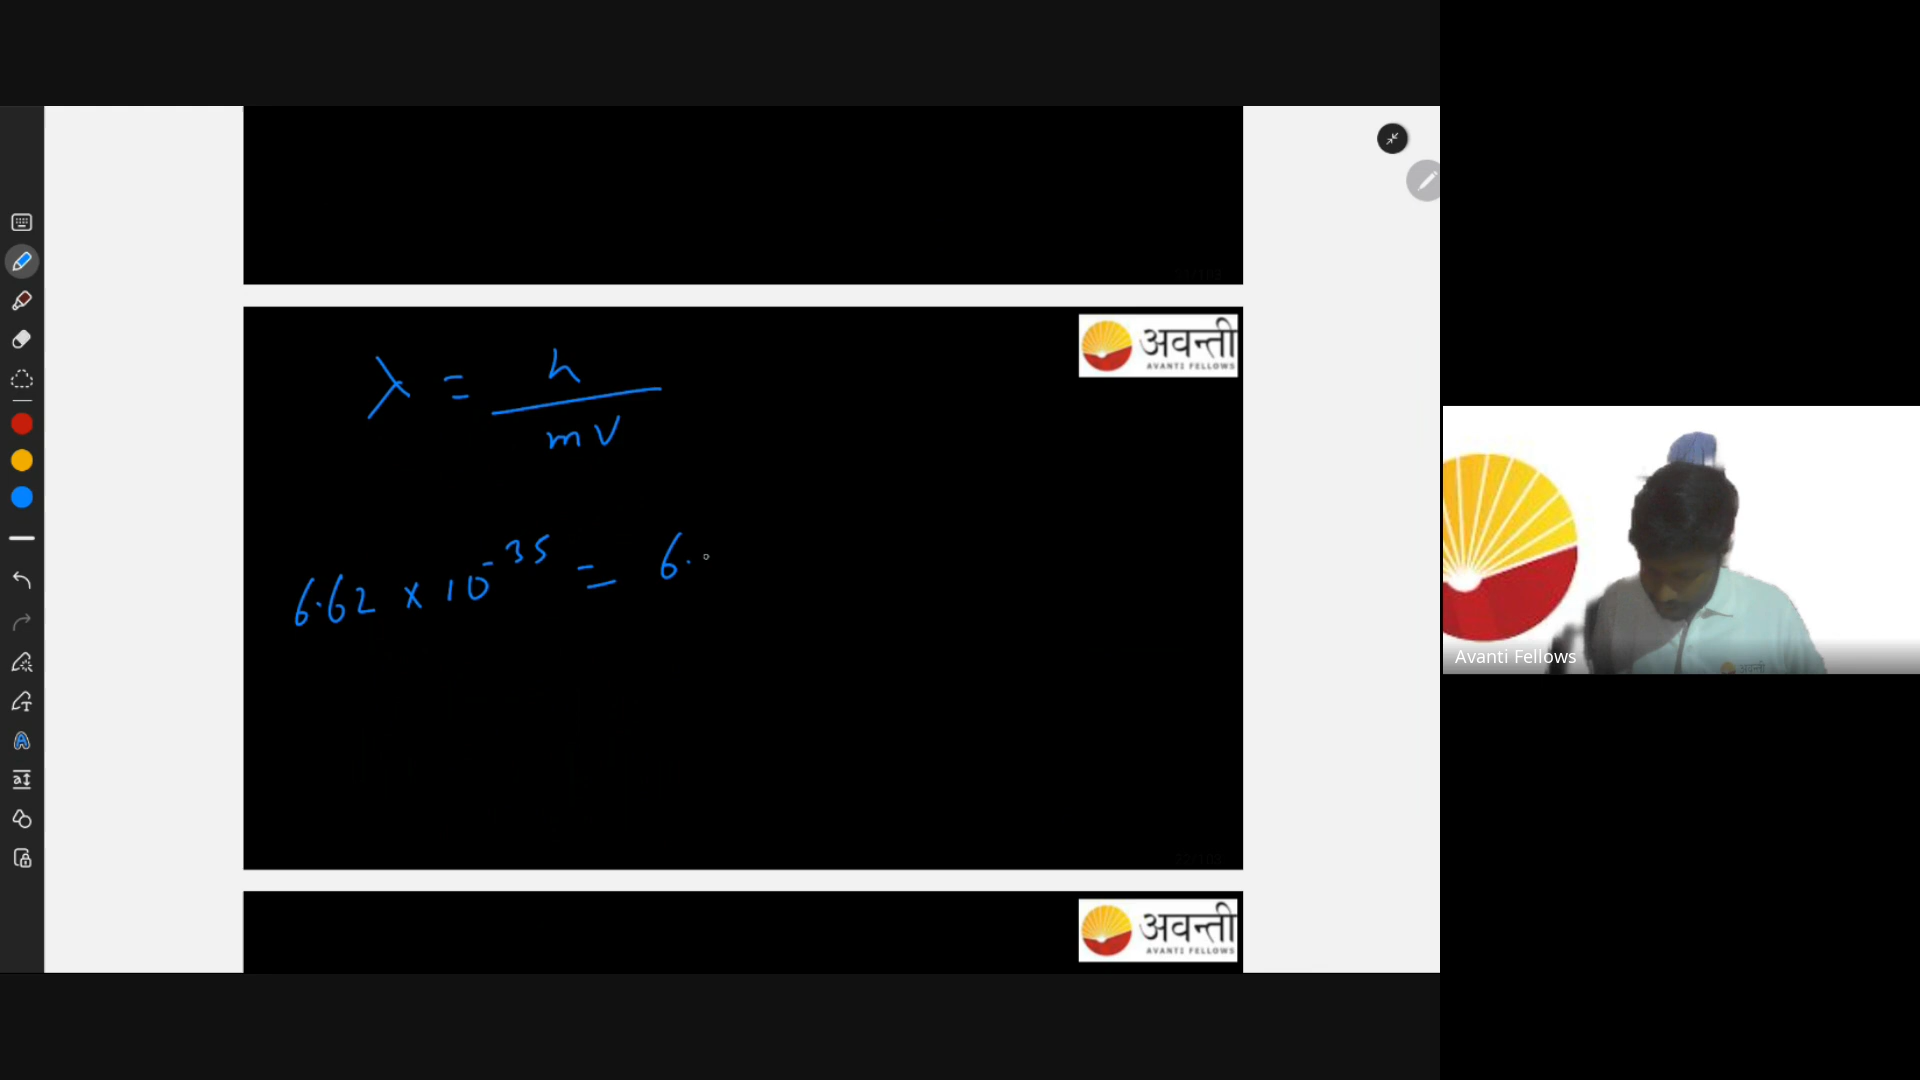 अवन्ती
AVANTI FELLOWS
λ = h / mv
6.62 × 10^-35 = 6.
Avanti Fellows
अवन्ती
AVANTI FELLOWS